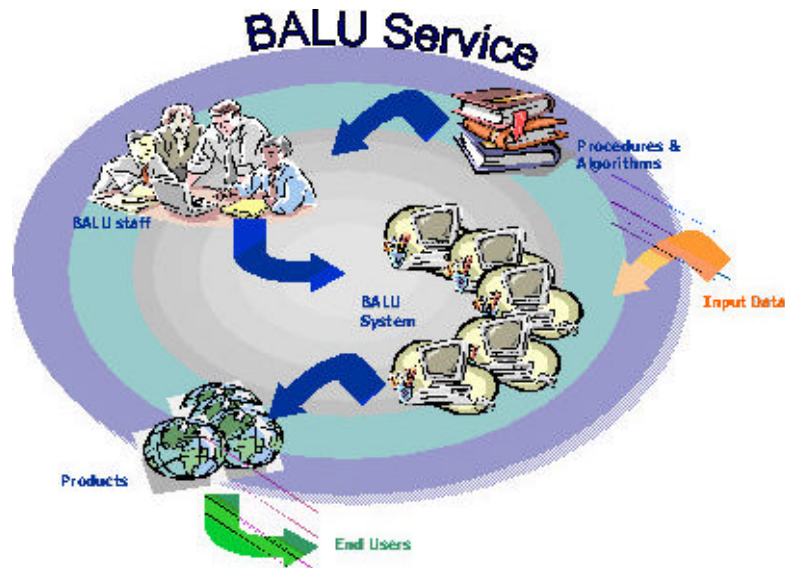 BALU Service
Procedures &
Algorithms
BALU staff
Input Data
BALU
System
Products
End Users